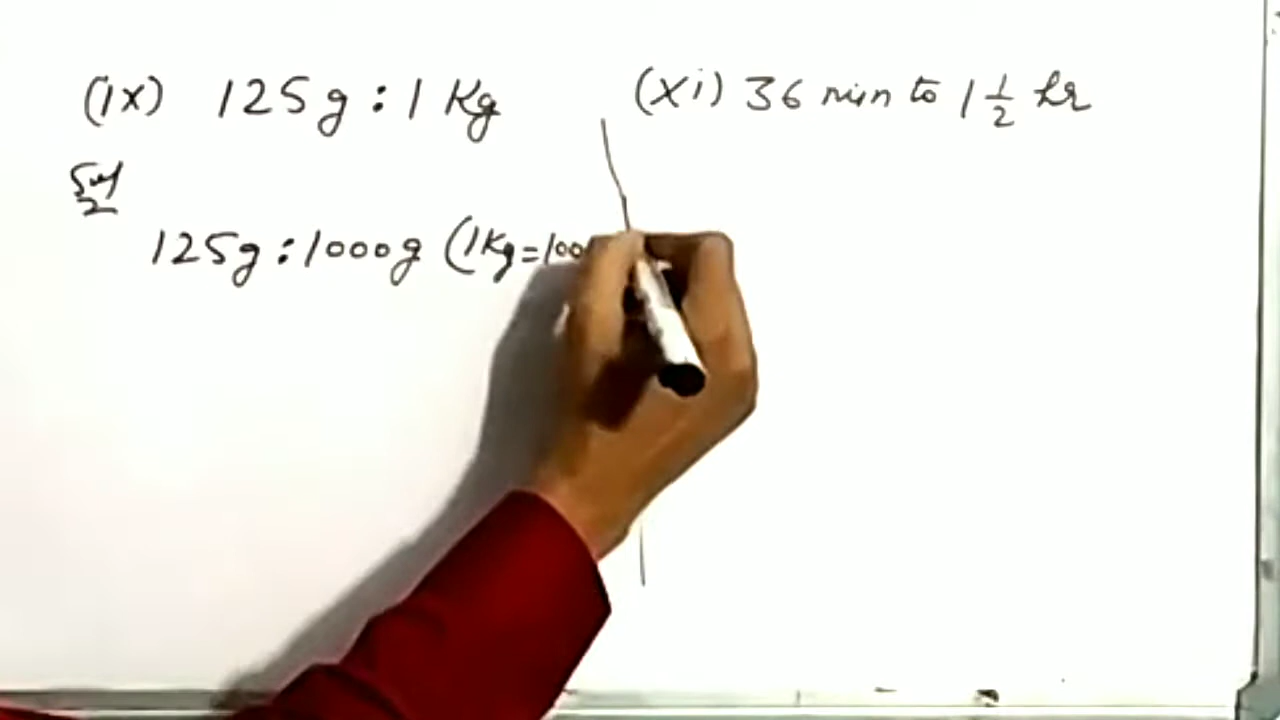 (ix) 125g : 1 Kg
Sol
125g : 1000g (1Kg = 100
(xi) 36 min to 1 1/2 hr